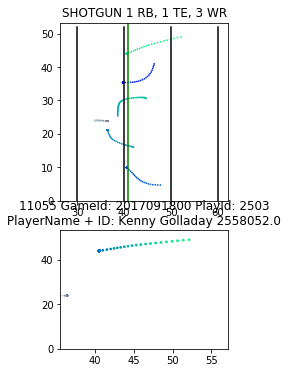 SHOTGUN 1 RB, 1 TE, 3 WR
50
40
30
20
10
0
30 40 50 60
11055 GameId: 2017091800 PlayId: 2503
PlayerName + ID: Kenny Golladay 2558052.0
40
20
0
40 45 50 55